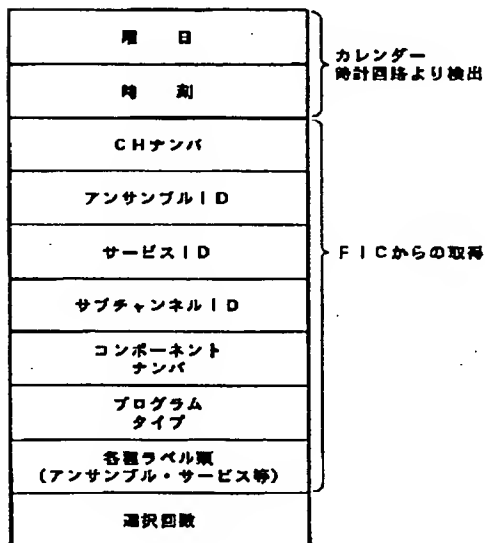 曜 日
時 刻
カレンダー
時計回路より検出
CHナンバ
アンサンブルID
サービスID
サブチャンネルID
コンポーネント
ナンバ
プログラム
タイプ
各種ラベル類
(アンサンブル・サービス等)
FICからの取得
選択回数